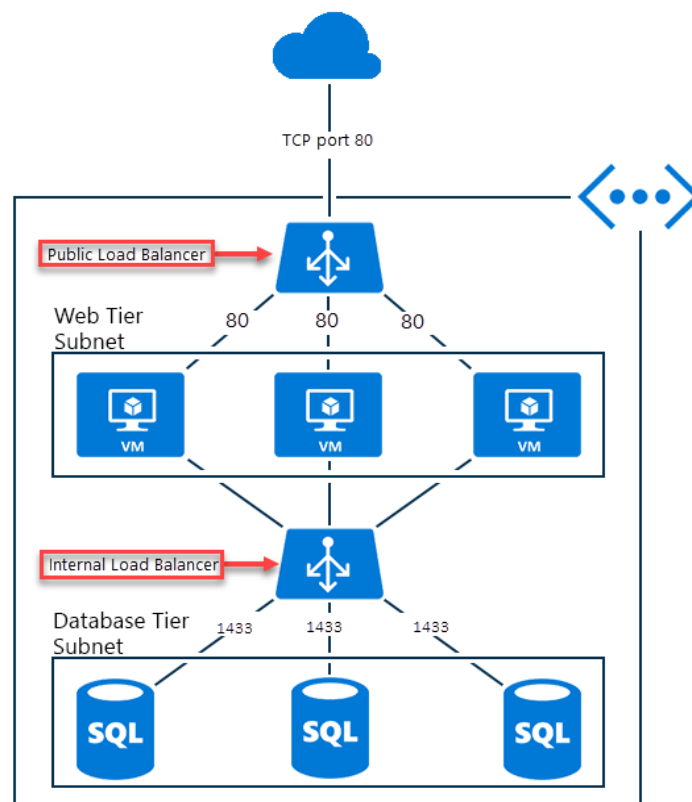 TCP port 80
Public Load Balancer
Web Tier
Subnet
80
80
80
VM
VM
VM
Internal Load Balancer
Database Tier
Subnet
1433
1433
1433
SQL
SQL
SQL